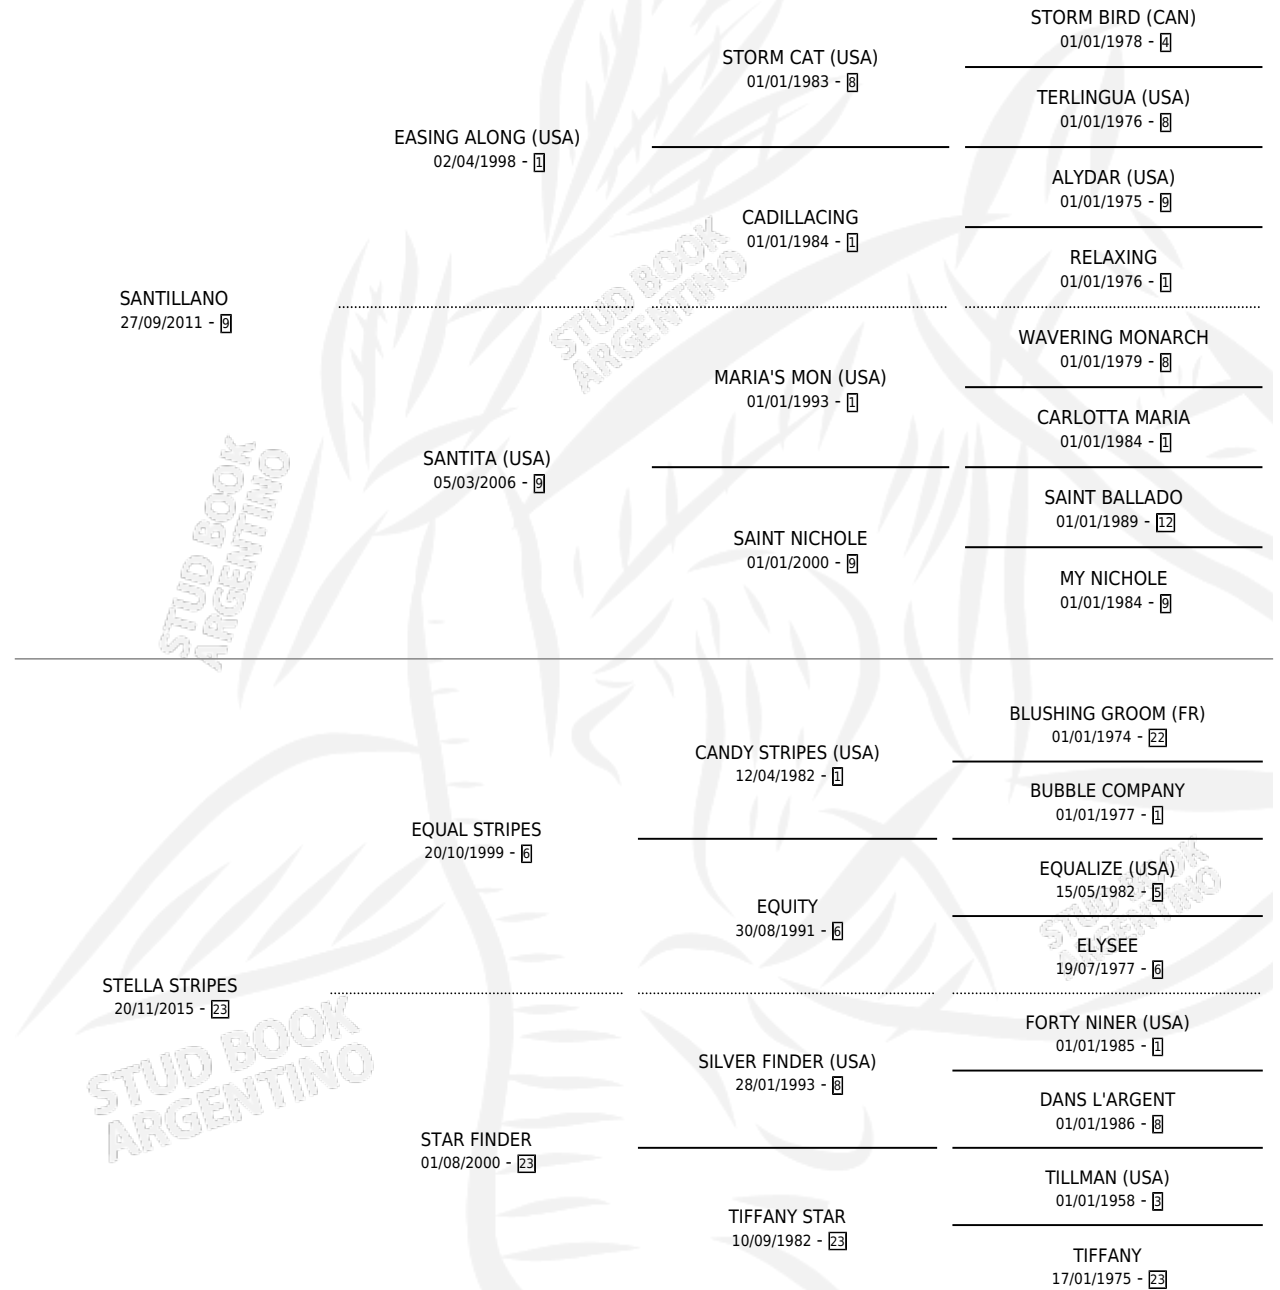 STORM BIRD (CAN)
01/01/1978 - 4
STORM CAT (USA)
01/01/1983 - 8
TERLINGUA (USA)
01/01/1976 - 8
EASING ALONG (USA)
02/04/1998 - 1
ALYDAR (USA)
01/01/1975 - 9
CADILLACING
01/01/1984 - 1
RELAXING
01/01/1976 - 1
SANTILLANO
27/09/2011 - 9
WAVERING MONARCH
01/01/1979 - 8
MARIA'S MON (USA)
01/01/1993 - 1
CARLOTTA MARIA
01/01/1984 - 1
SANTITA (USA)
05/03/2006 - 9
SAINT BALLADO
01/01/1989 - 12
SAINT NICHOLE
01/01/2000 - 9
MY NICHOLE
01/01/1984 - 9
BLUSHING GROOM (FR)
01/01/1974 - 22
CANDY STRIPES (USA)
12/04/1982 - 1
BUBBLE COMPANY
01/01/1977 - 1
EQUAL STRIPES
20/10/1999 - 6
EQUALIZE (USA)
15/05/1982 - 5
EQUITY
30/08/1991 - 6
ELYSEE
19/07/1977 - 6
STELLA STRIPES
20/11/2015 - 23
FORTY NINER (USA)
01/01/1985 - 1
SILVER FINDER (USA)
28/01/1993 - 8
DANS L'ARGENT
01/01/1986 - 8
STAR FINDER
01/08/2000 - 23
TILLMAN (USA)
01/01/1958 - 3
TIFFANY STAR
10/09/1982 - 23
TIFFANY
17/01/1975 - 23
STUD BOOK
ARGENTINO
STUD BOOK
ARGENTINO
STUD BOOK
ARGENTINO
STUD BOOK
ARGENTINO